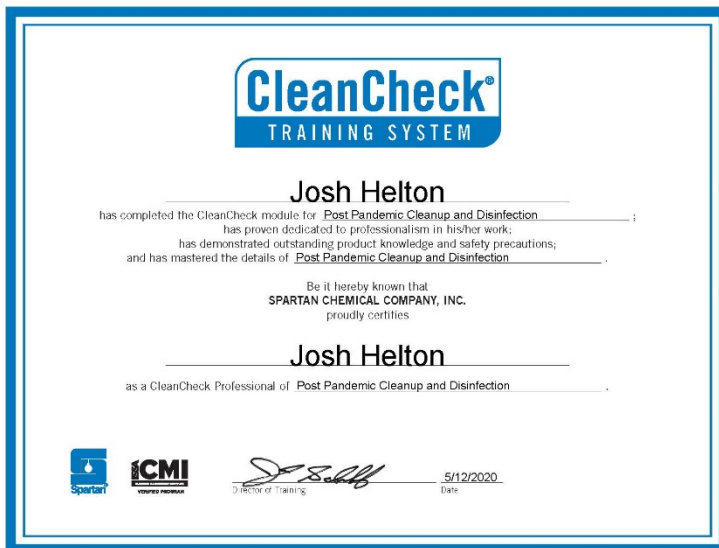 CleanCheck®
TRAINING SYSTEM
Josh Helton
has completed the CleanCheck module for Post Pandemic Cleanup and Disinfection ;
has proven dedicated to professionalism in his/her work;
has demonstrated outstanding product knowledge and safety precautions;
and has mastered the details of Post Pandemic Cleanup and Disinfection .
Be it hereby known that
SPARTAN CHEMICAL COMPANY, INC.
proudly certifies
Josh Helton
as a CleanCheck Professional of Post Pandemic Cleanup and Disinfection .
Spartan®
ISSA CMI
VERIFIED PROGRAM
5/12/2020
Director of Training
Date